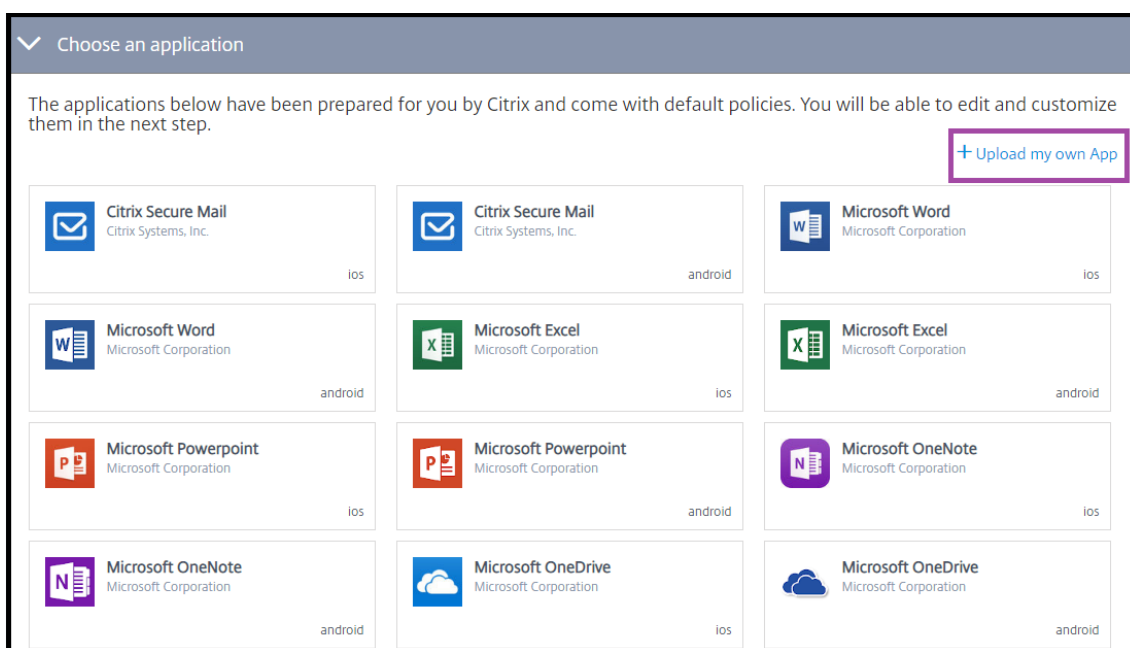 Choose an application
The applications below have been prepared for you by Citrix and come with default policies. You will be able to edit and customize
them in the next step.
+ Upload my own App
Citrix Secure Mail
Citrix Systems, Inc.
ios
Citrix Secure Mail
Citrix Systems, Inc.
android
Microsoft Word
Microsoft Corporation
ios
Microsoft Word
Microsoft Corporation
android
Microsoft Excel
Microsoft Corporation
ios
Microsoft Excel
Microsoft Corporation
android
Microsoft Powerpoint
Microsoft Corporation
ios
Microsoft Powerpoint
Microsoft Corporation
android
Microsoft OneNote
Microsoft Corporation
ios
Microsoft OneNote
Microsoft Corporation
android
Microsoft OneDrive
Microsoft Corporation
ios
Microsoft OneDrive
Microsoft Corporation
android